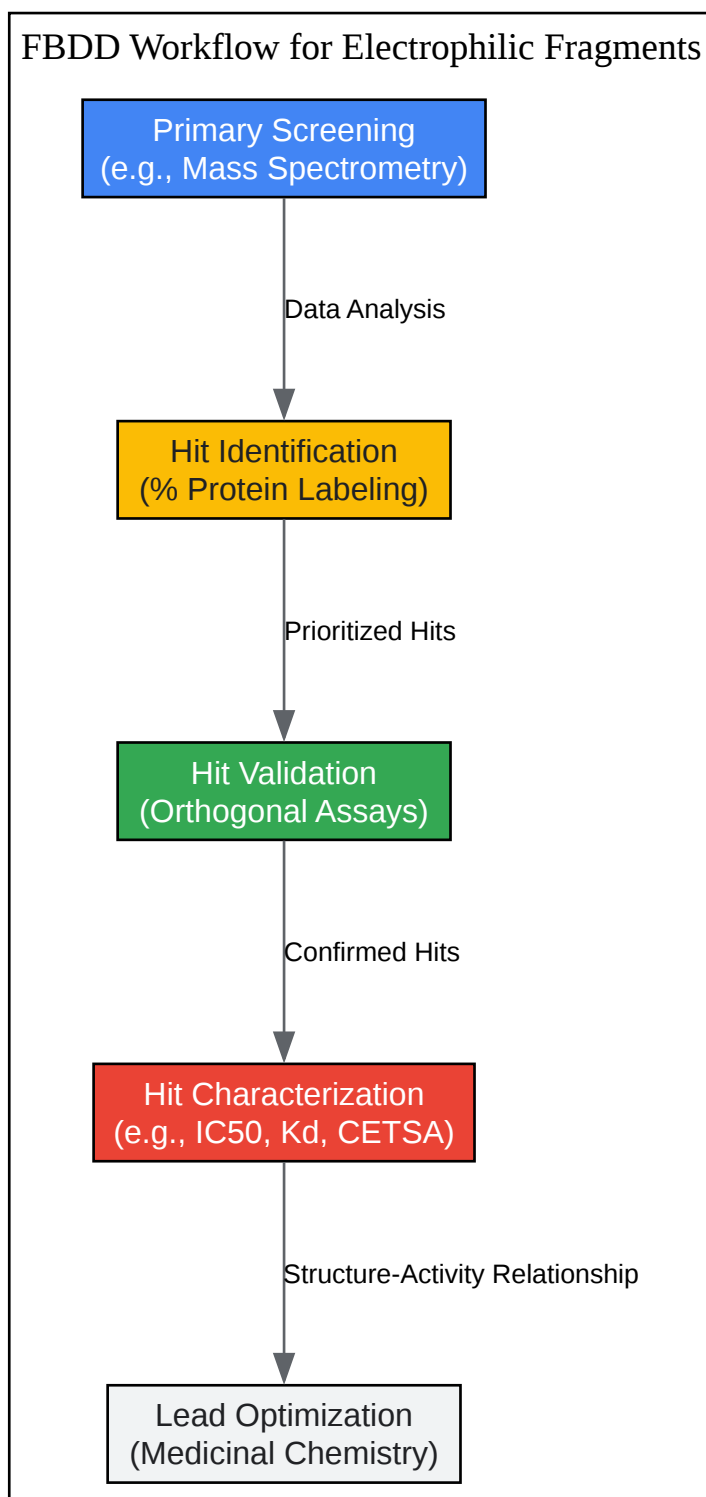 FBDD Workflow for Electrophilic Fragments
Primary Screening
(e.g., Mass Spectrometry)
Data Analysis
Hit Identification
(% Protein Labeling)
Prioritized Hits
Hit Validation
(Orthogonal Assays)
Confirmed Hits
Hit Characterization
(e.g., IC50, Kd, CETSA)
Structure-Activity Relationship
Lead Optimization
(Medicinal Chemistry)